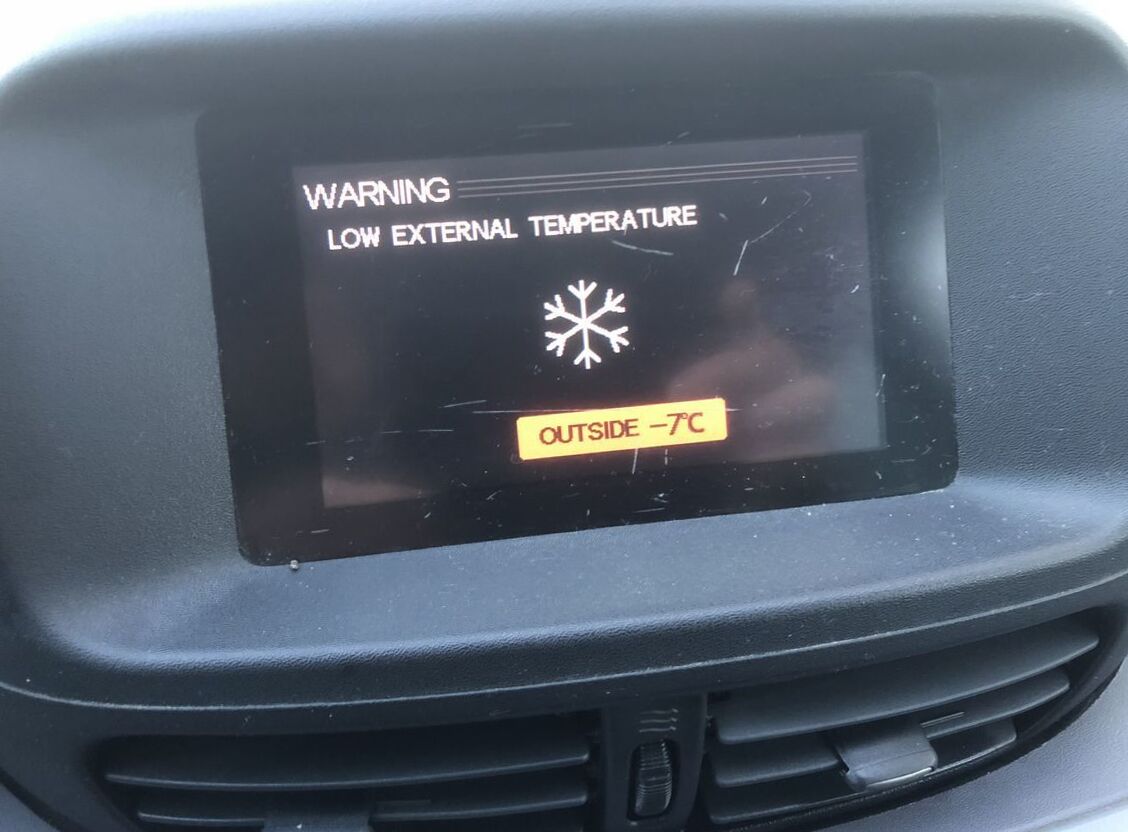 WARNING
LOW EXTERNAL TEMPERATURE
OUTSIDE -7°C